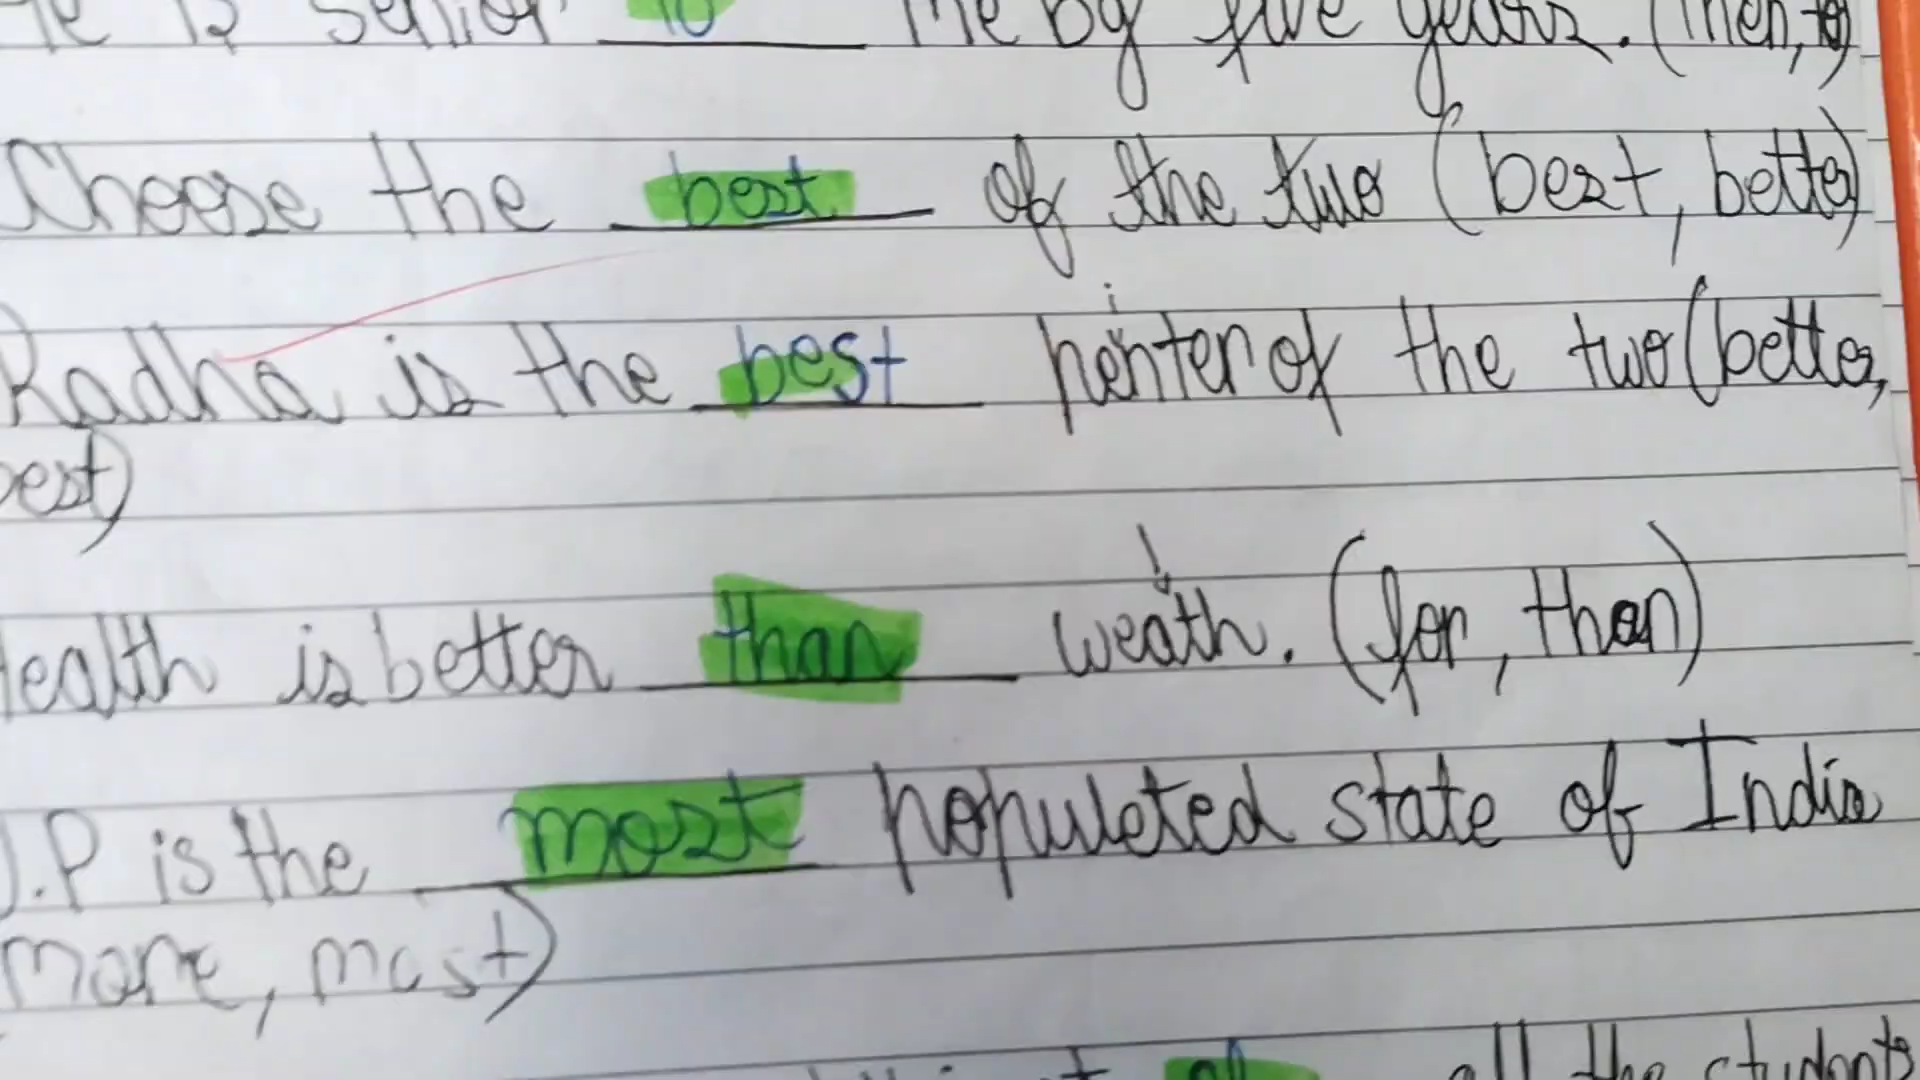 He is senior to me by five years. (then, to)
Choose the best of the two (best, better)
Radha is the best painter of the two (better,
best)
Health is better than wealth. (for, than)
U.P is the most populated state of India
more, most)
of all the students